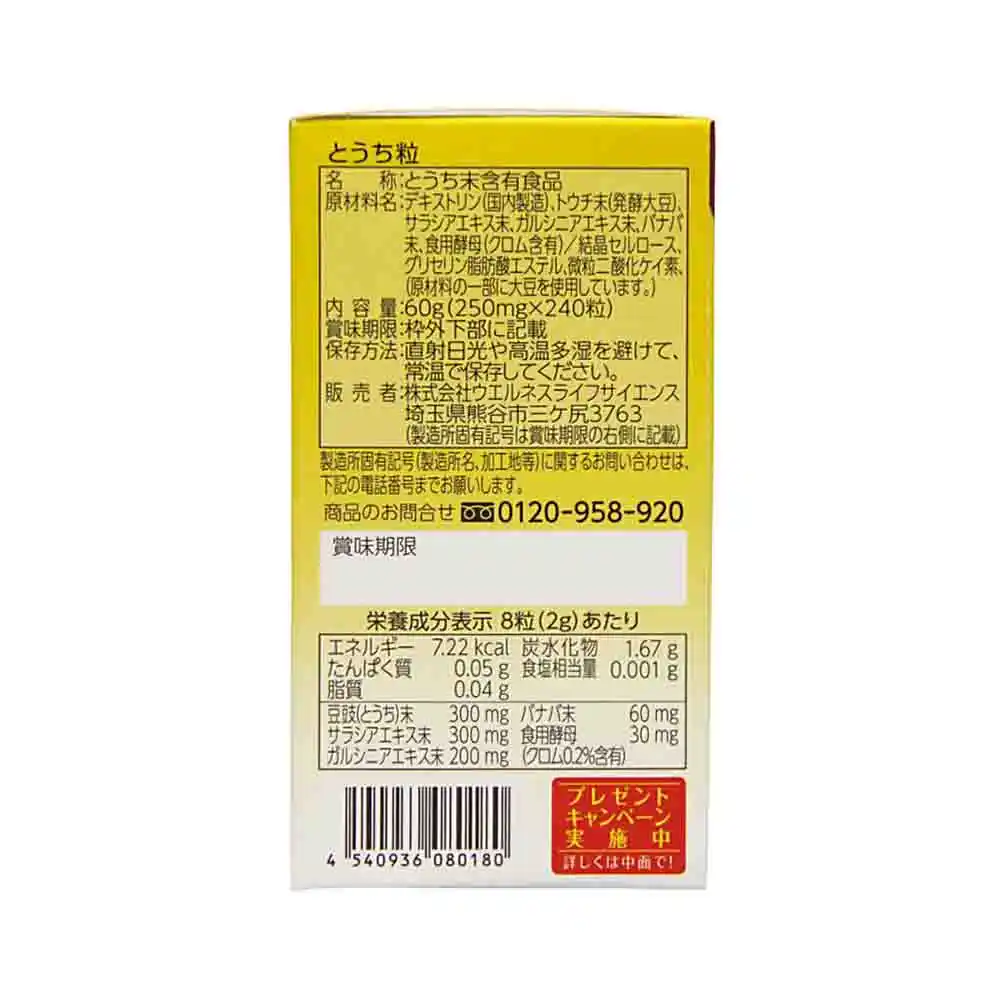 とうち粒
名称:とうち末含有食品
原材料名:デキストリン(国内製造)、トウチ末(発酵大豆)、
サラシアエキス末、ガルシニアエキス末、バナバ
末、食用酵母(クロム含有)/結晶セルロース、
グリセリン脂肪酸エステル、微粒二酸化ケイ素、
(原材料の一部に大豆を使用しています。)
内容量:60g(250mg×240粒)
賞味期限:枠外下部に記載
保存方法:直射日光や高温多湿を避けて、
常温で保存してください。
販売者:株式会社ウエルネスライフサイエンス
埼玉県熊谷市三ケ尻3763
(製造所固有記号は賞味期限の右側に記載)
製造所固有記号(製造所名、加工地等)に関するお問い合わせは、
下記の電話番号までお願いします。
商品のお問合せ 0120-958-920
賞味期限
栄養成分表示 8粒(2g)あたり
エネルギー 7.22 kcal 炭水化物 1.67 g
たんぱく質 0.05 g 食塩相当量 0.001 g
脂質 0.04 g
豆豉(とうち)末 300 mg バナバ末 60 mg
サラシアエキス末 300 mg 食用酵母 30 mg
ガルシニアエキス末 200 mg (クロム0.2%含有)
4 540936 080180
プレゼント
キャンペーン
実施中
詳しくは中面で!